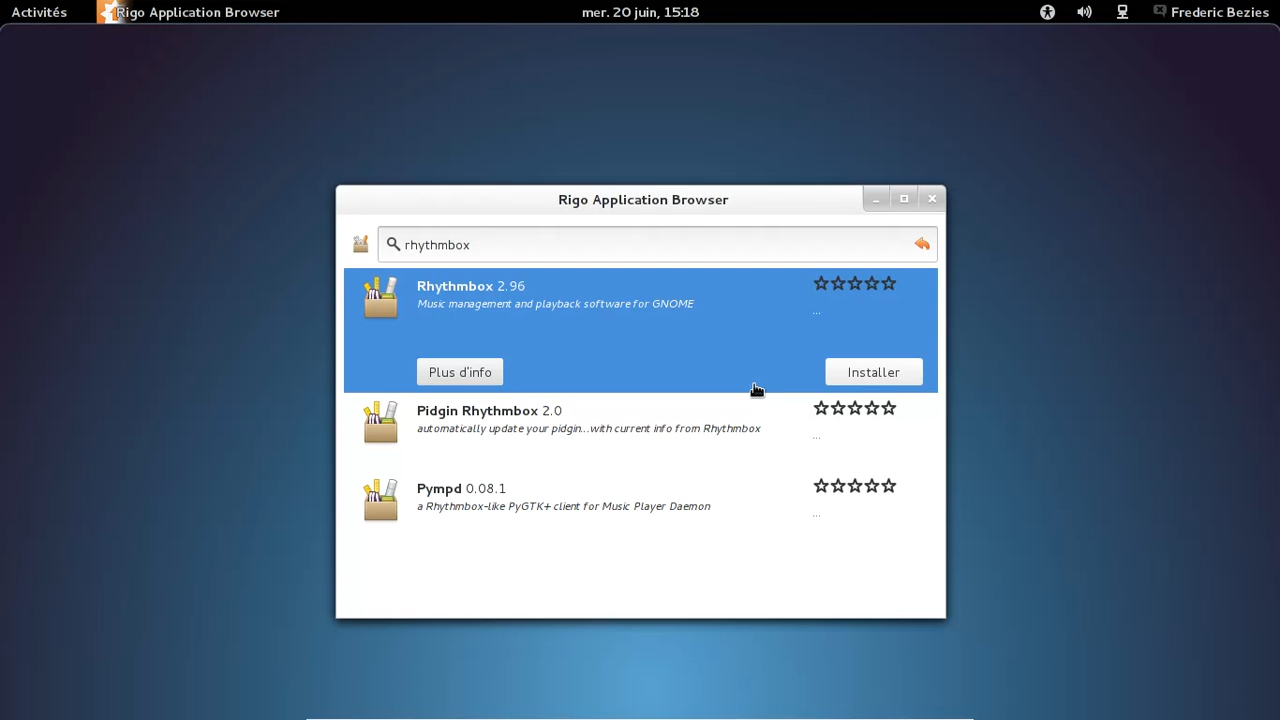 Activités Rigo Application Browser mer. 20 juin, 15:18 Frederic Bezies
Rigo Application Browser
rhythmbox
Rhythmbox 2.96
Music management and playback software for GNOME
...
Plus d'info Installer
Pidgin Rhythmbox 2.0
automatically update your pidgin...with current info from Rhythmbox
...
Pympd 0.08.1
a Rhythmbox-like PyGTK+ client for Music Player Daemon
...